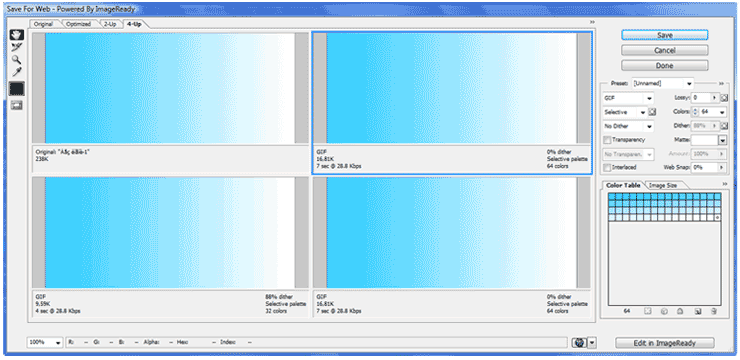 Save For Web - Powered By ImageReady
Original Optimized 2-Up 4-Up
Save
Cancel
Done
Preset: [Unnamed]
GIF Lossy: 0
Selective Colors: 64
No Dither Dither: 88%
Transparency Matte:
No Transparen... Amount: 100%
Interlaced Web Snap: 0%
Color Table Image Size
64
238K
GIF 0% dither
16,81K Selective palette
7 sec @ 28.8 Kbps 64 colors
GIF 88% dither
9,59K Selective palette
4 sec @ 28.8 Kbps 32 colors
GIF 0% dither
16,81K Selective palette
7 sec @ 28.8 Kbps 64 colors
100% R: -- G: -- B: -- Alpha: -- Hex: -- Index: --
Edit in ImageReady